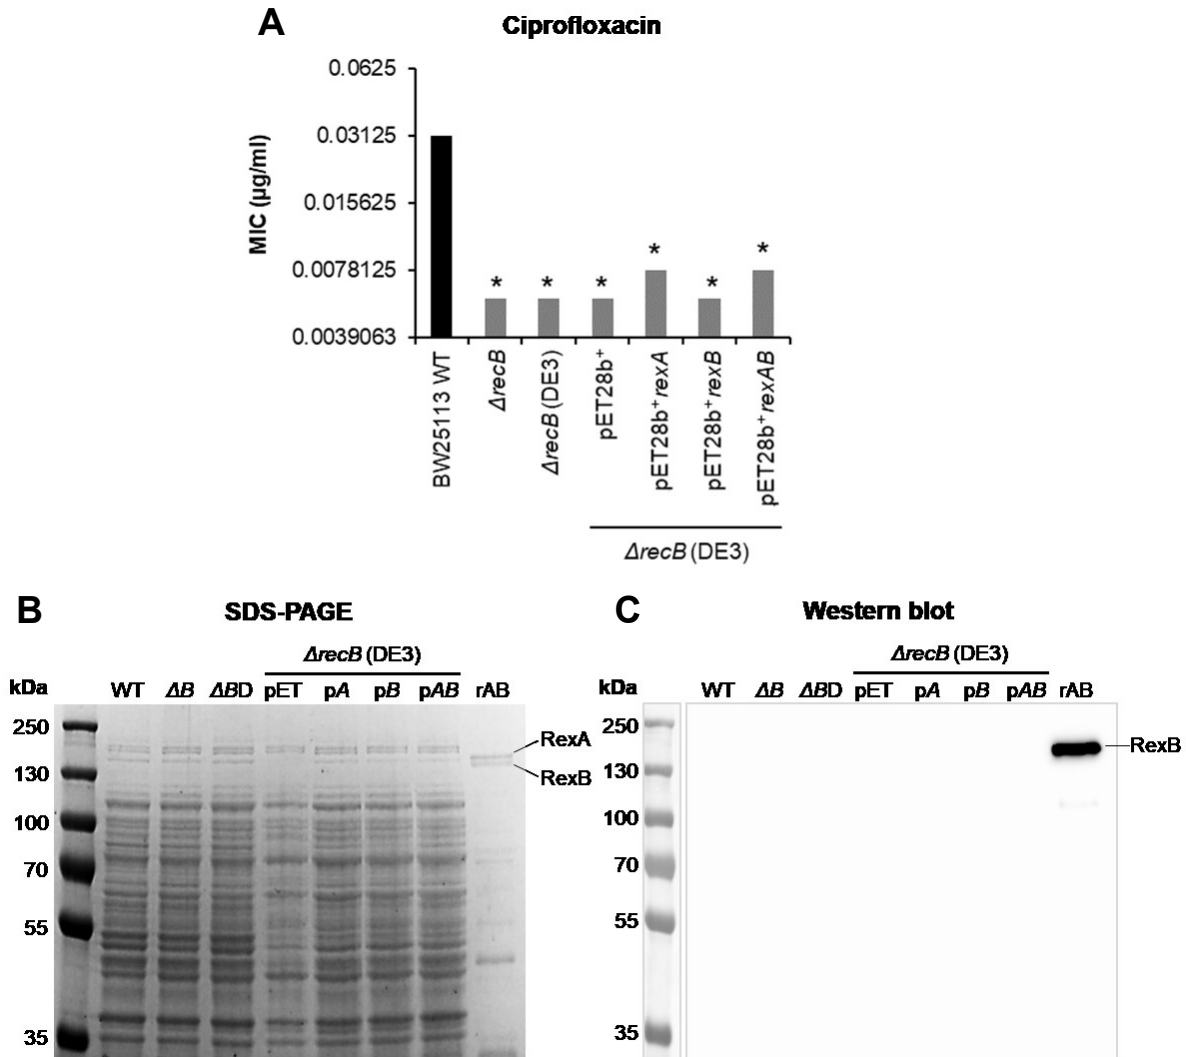 A
Ciprofloxacin
MIC (µg/ml)
0.0625
0.03125
0.015625
0.0078125
0.0039063
* * * * * *
BW25113 WT
ΔrecB
ΔrecB (DE3)
pET28b⁺
pET28b⁺rexA
pET28b⁺rexB
pET28b⁺rexAB
ΔrecB (DE3)
B
SDS-PAGE
ΔrecB (DE3)
kDa WT ΔB ΔBD pET pA pB pAB rAB
250
130
100
70
55
35
RexA
RexB
C
Western blot
ΔrecB (DE3)
kDa WT ΔB ΔBD pET pA pB pAB rAB
250
130
100
70
55
35
RexB